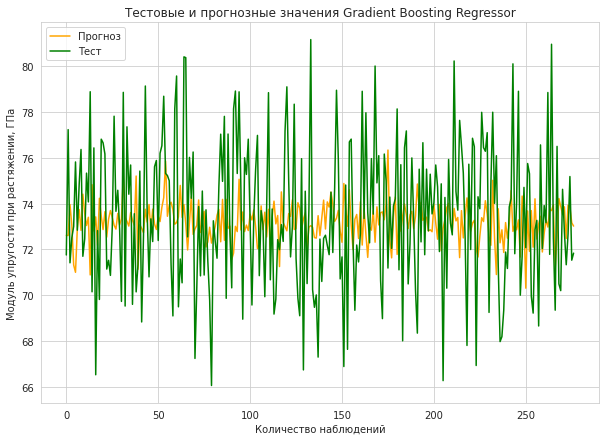 Тестовые и прогнозные значения Gradient Boosting Regressor
Прогноз
Тест
Модуль упругости при растяжении, ГПа
80
78
76
74
72
70
68
66
0
50
100
150
200
250
Количество наблюдений